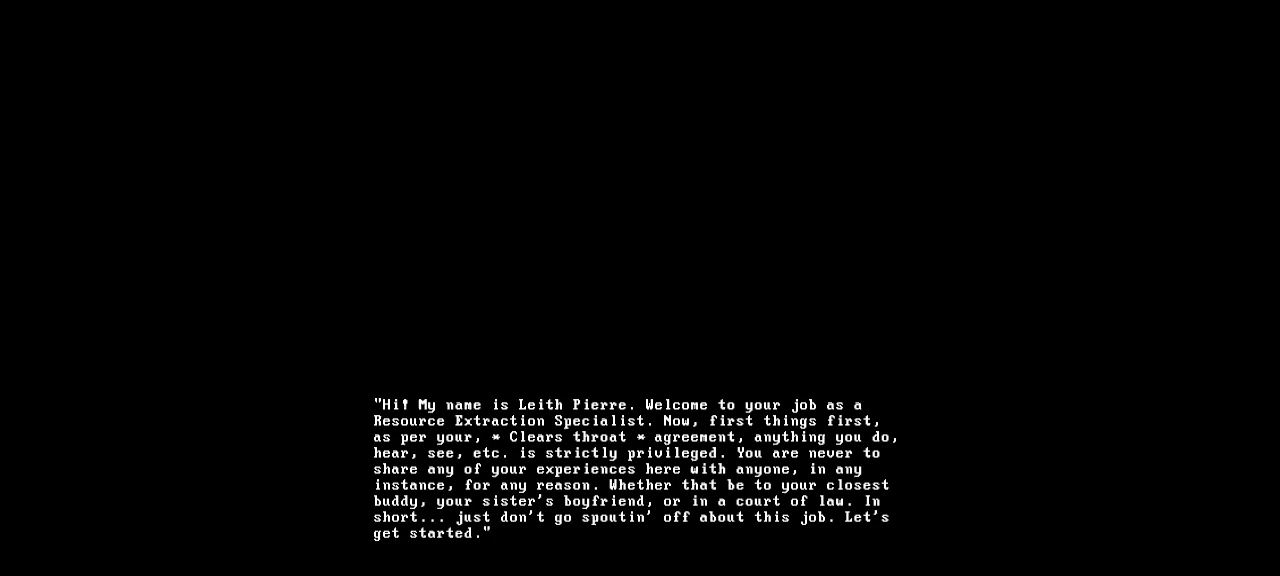 "Hi! My name is Leith Pierre. Welcome to your job as a
Resource Extraction Specialist. Now, first things first,
as per your, * Clears throat * agreement, anything you do,
hear, see, etc. is strictly privileged. You are never to
share any of your experiences here with anyone, in any
instance, for any reason. Whether that be to your closest
buddy, your sister's boyfriend, or in a court of law. In
short... just don't go spoutin' off about this job. Let's
get started."